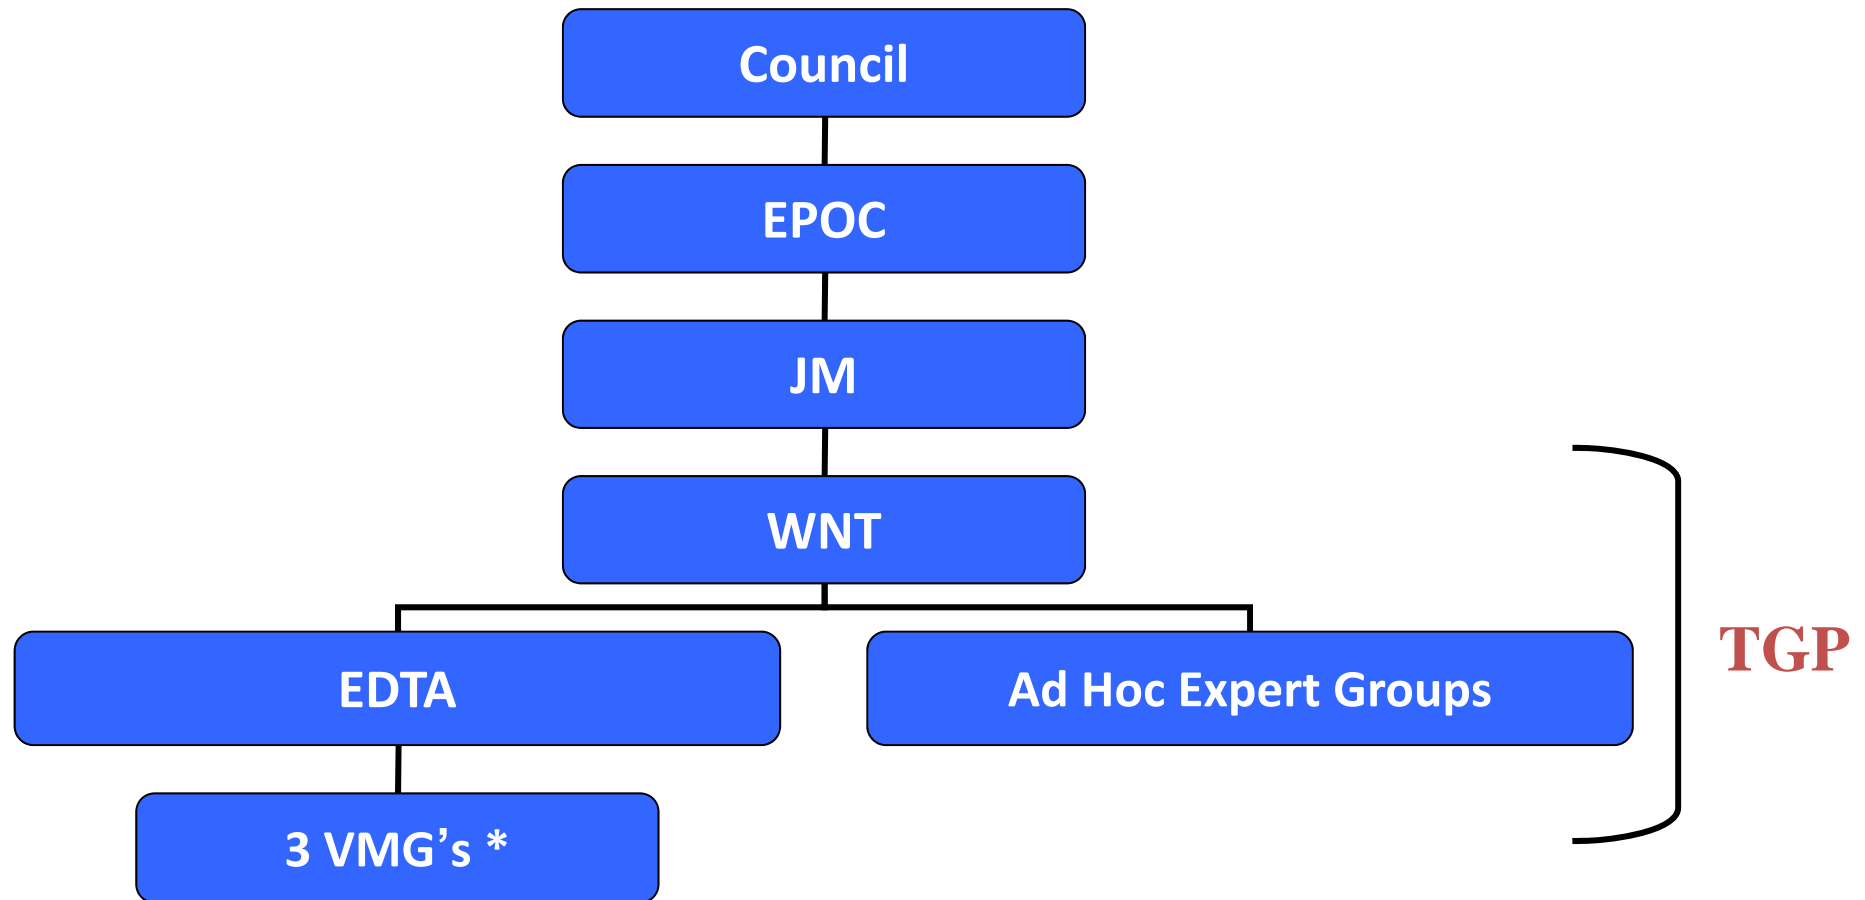 Council
EPOC
JM
WNT
TGP
EDTA
Ad Hoc Expert Groups
3 VMG’s *